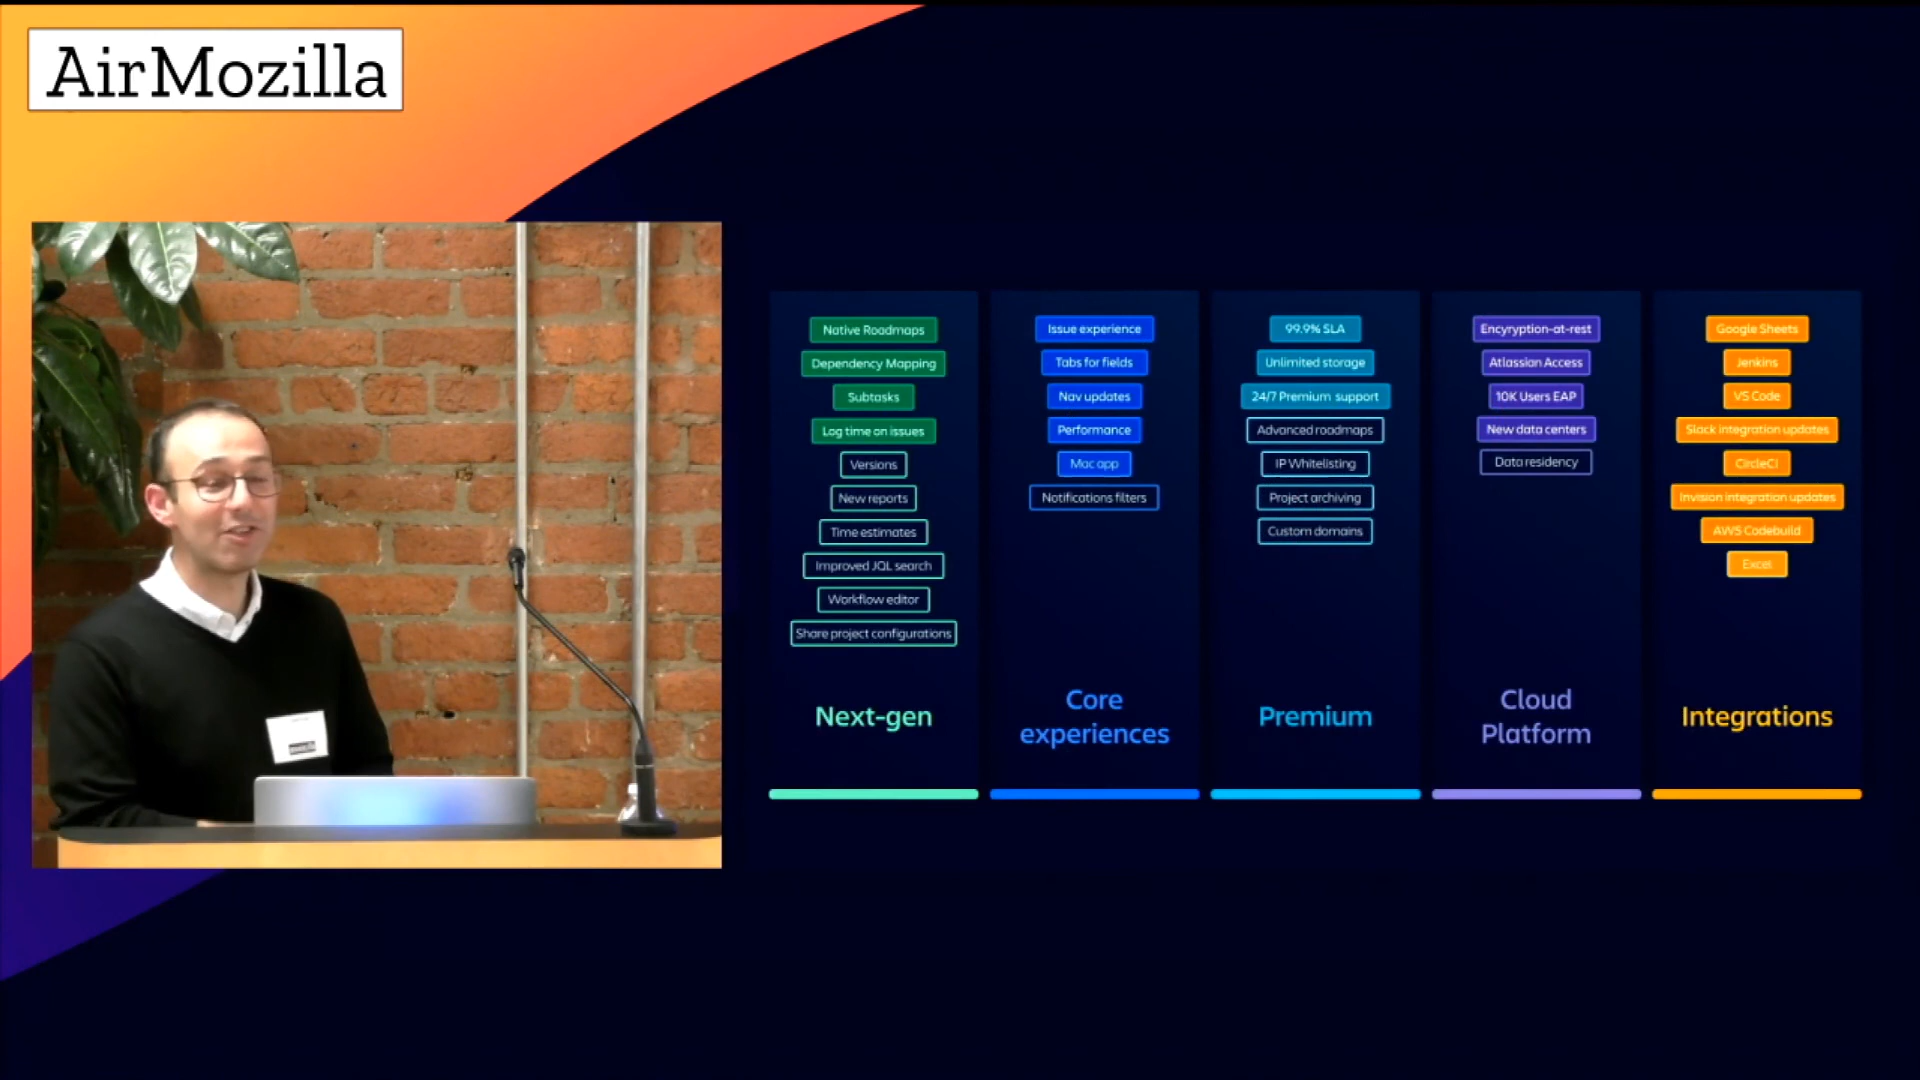 AirMozilla
Native Roadmaps
Dependency Mapping
Subtasks
Log time on issues
Versions
New reports
Time estimates
Improved JQL search
Workflow editor
Share project configurations
Next-gen
Issue experience
Tabs for fields
Nav updates
Performance
Mac app
Notifications filters
Core
experiences
99.9% SLA
Unlimited storage
24/7 Premium support
Advanced roadmaps
IP Whitelisting
Project archiving
Custom domains
Premium
Encyryption-at-rest
Atlassian Access
10K Users EAP
New data centers
Data residency
Cloud
Platform
Google Sheets
Jenkins
VS Code
Slack integration updates
CircleCI
Invision integration updates
AWS Codebuild
Excel
Integrations